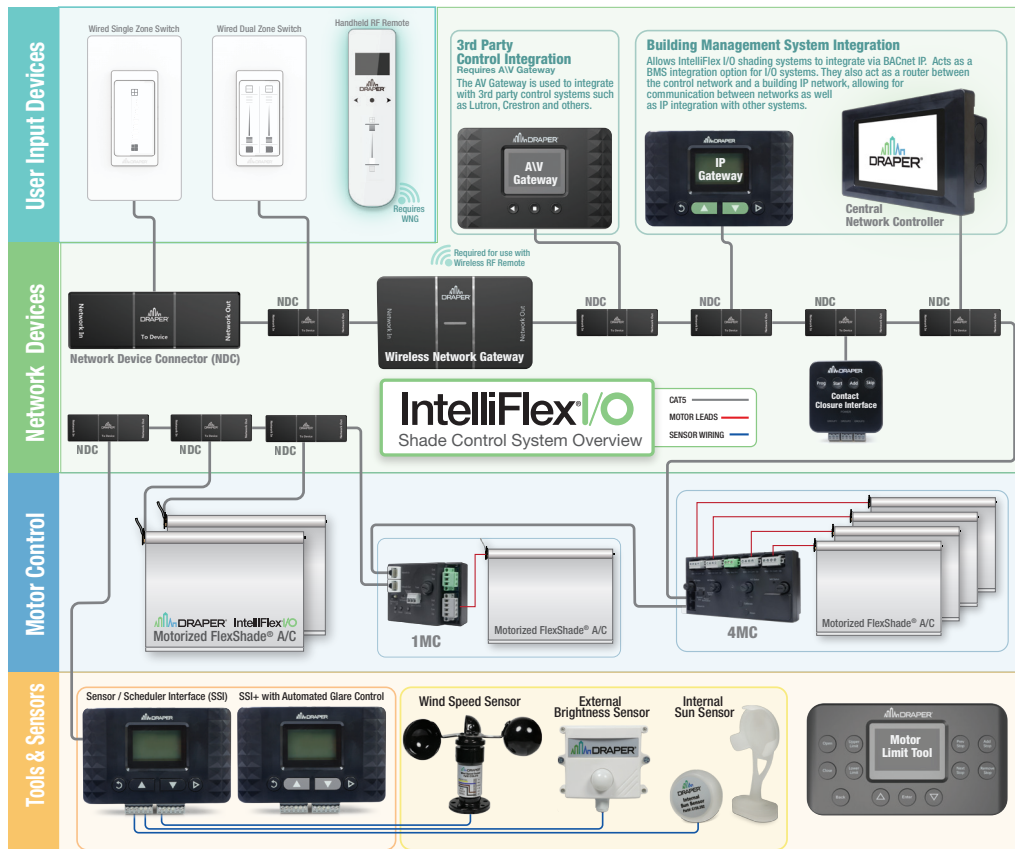 User Input Devices
Wired Single Zone Switch
Wired Dual Zone Switch
Handheld RF Remote
DRAPER
Requires
WNG
3rd Party
Control Integration
Requires A\V Gateway
The AV Gateway is used to integrate
with 3rd party control systems such
as Lutron, Crestron and others.
DRAPER
A\V
Gateway
Building Management System Integration
Allows IntelliFlex I/O shading systems to integrate via BACnet IP. Acts as a
BMS integration option for I/O systems. They also act as a router between
the control network and a building IP network, allowing for
communication between networks as well
as IP integration with other systems.
DRAPER
IP
Gateway
DRAPER
Central
Network Controller
Network Devices
Network In
DRAPER
To Device
Network Out
Network Device Connector (NDC)
NDC
Required for use with
Wireless RF Remote
Network In
DRAPER
Network Out
Wireless Network Gateway
NDC
NDC
NDC
NDC
DRAPER
Prog
Start
Add
Skip
Contact
Closure Interface
IntelliFlex® I/O
Shade Control System Overview
CAT5
MOTOR LEADS
SENSOR WIRING
NDC
NDC
NDC
Motor Control
DRAPER® IntelliFlex I/O
Motorized FlexShade® A/C
1MC
Motorized FlexShade® A/C
4MC
Motorized FlexShade® A/C
Tools & Sensors
Sensor / Scheduler Interface (SSI)
DRAPER
SSI+ with Automated Glare Control
DRAPER
Wind Speed Sensor
External
Brightness Sensor
DRAPER
Internal
Sun Sensor
DRAPER
Internal
Sun Sensor
DRAPER
Motor
Limit Tool
Open
Close
Back
Enter